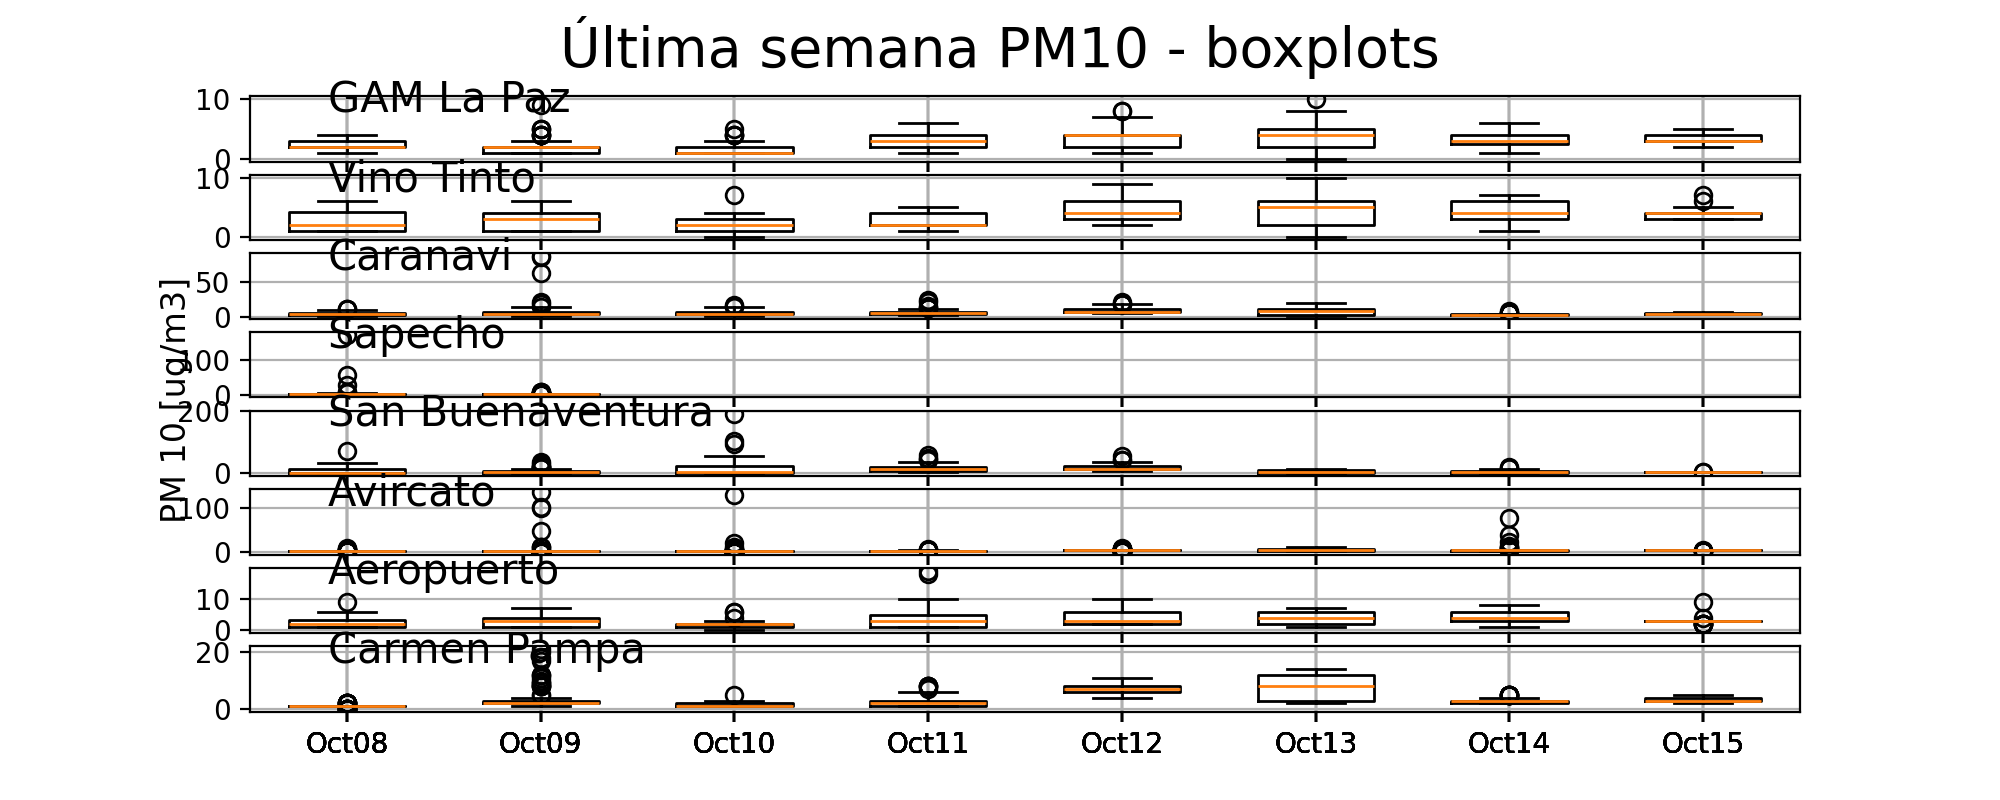 Última semana PM10 - boxplots
PM 10 [ug/m3]
GAM La Paz
10
0
Vino Tinto
10
0
Caranavi
50
0
Sapecho
100
0
San Buenaventura
200
0
Avircato
100
0
Aeropuerto
10
0
Carmen Pampa
20
0
Oct08 Oct09 Oct10 Oct11 Oct12 Oct13 Oct14 Oct15